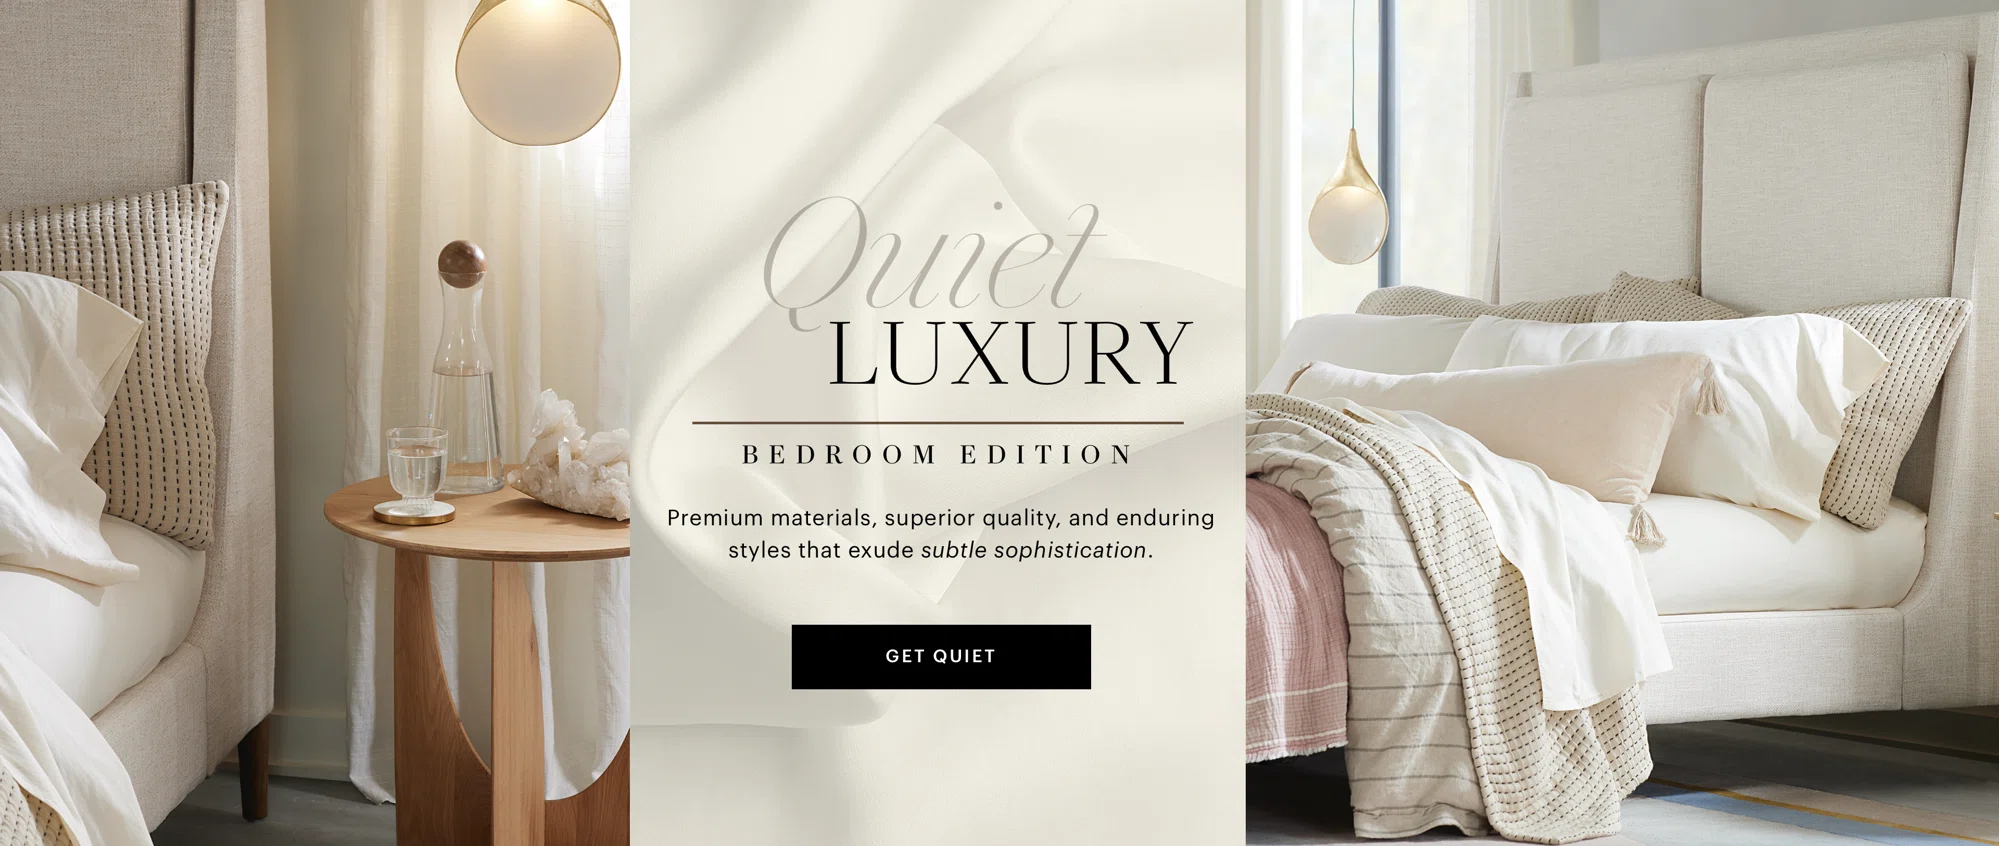 Quiet
LUXURY
BEDROOM EDITION
Premium materials, superior quality, and enduring
styles that exude subtle sophistication.
GET QUIET